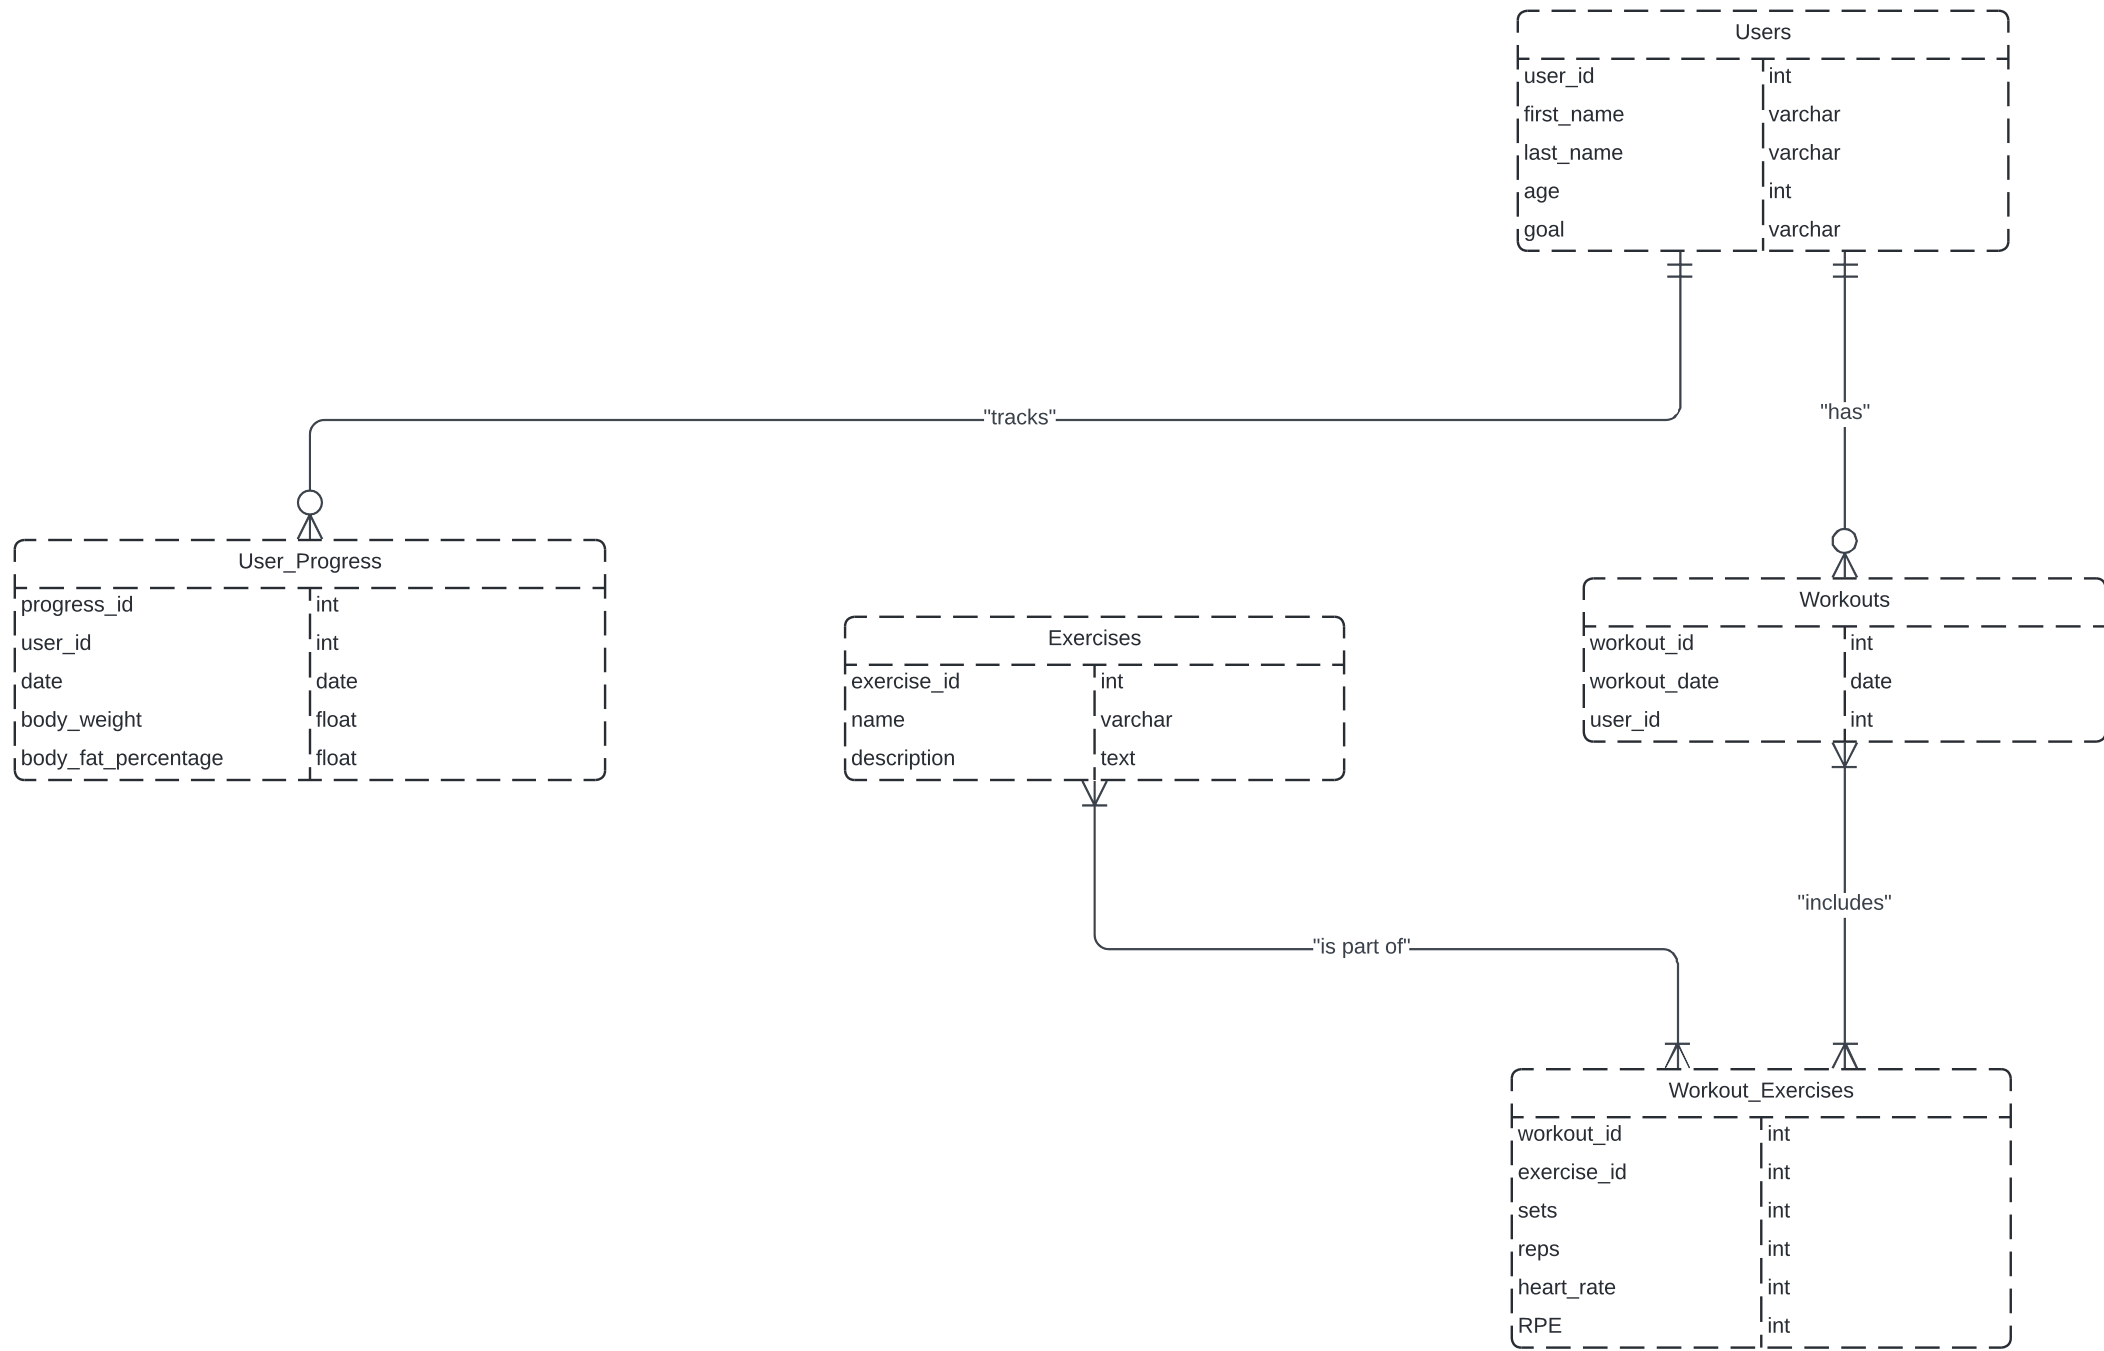 Users
user_id int
first_name varchar
last_name varchar
age int
goal varchar
"tracks"
"has"
User_Progress
progress_id int
user_id int
date date
body_weight float
body_fat_percentage float
Exercises
exercise_id int
name varchar
description text
Workouts
workout_id int
workout_date date
user_id int
"includes"
"is part of"
Workout_Exercises
workout_id int
exercise_id int
sets int
reps int
heart_rate int
RPE int